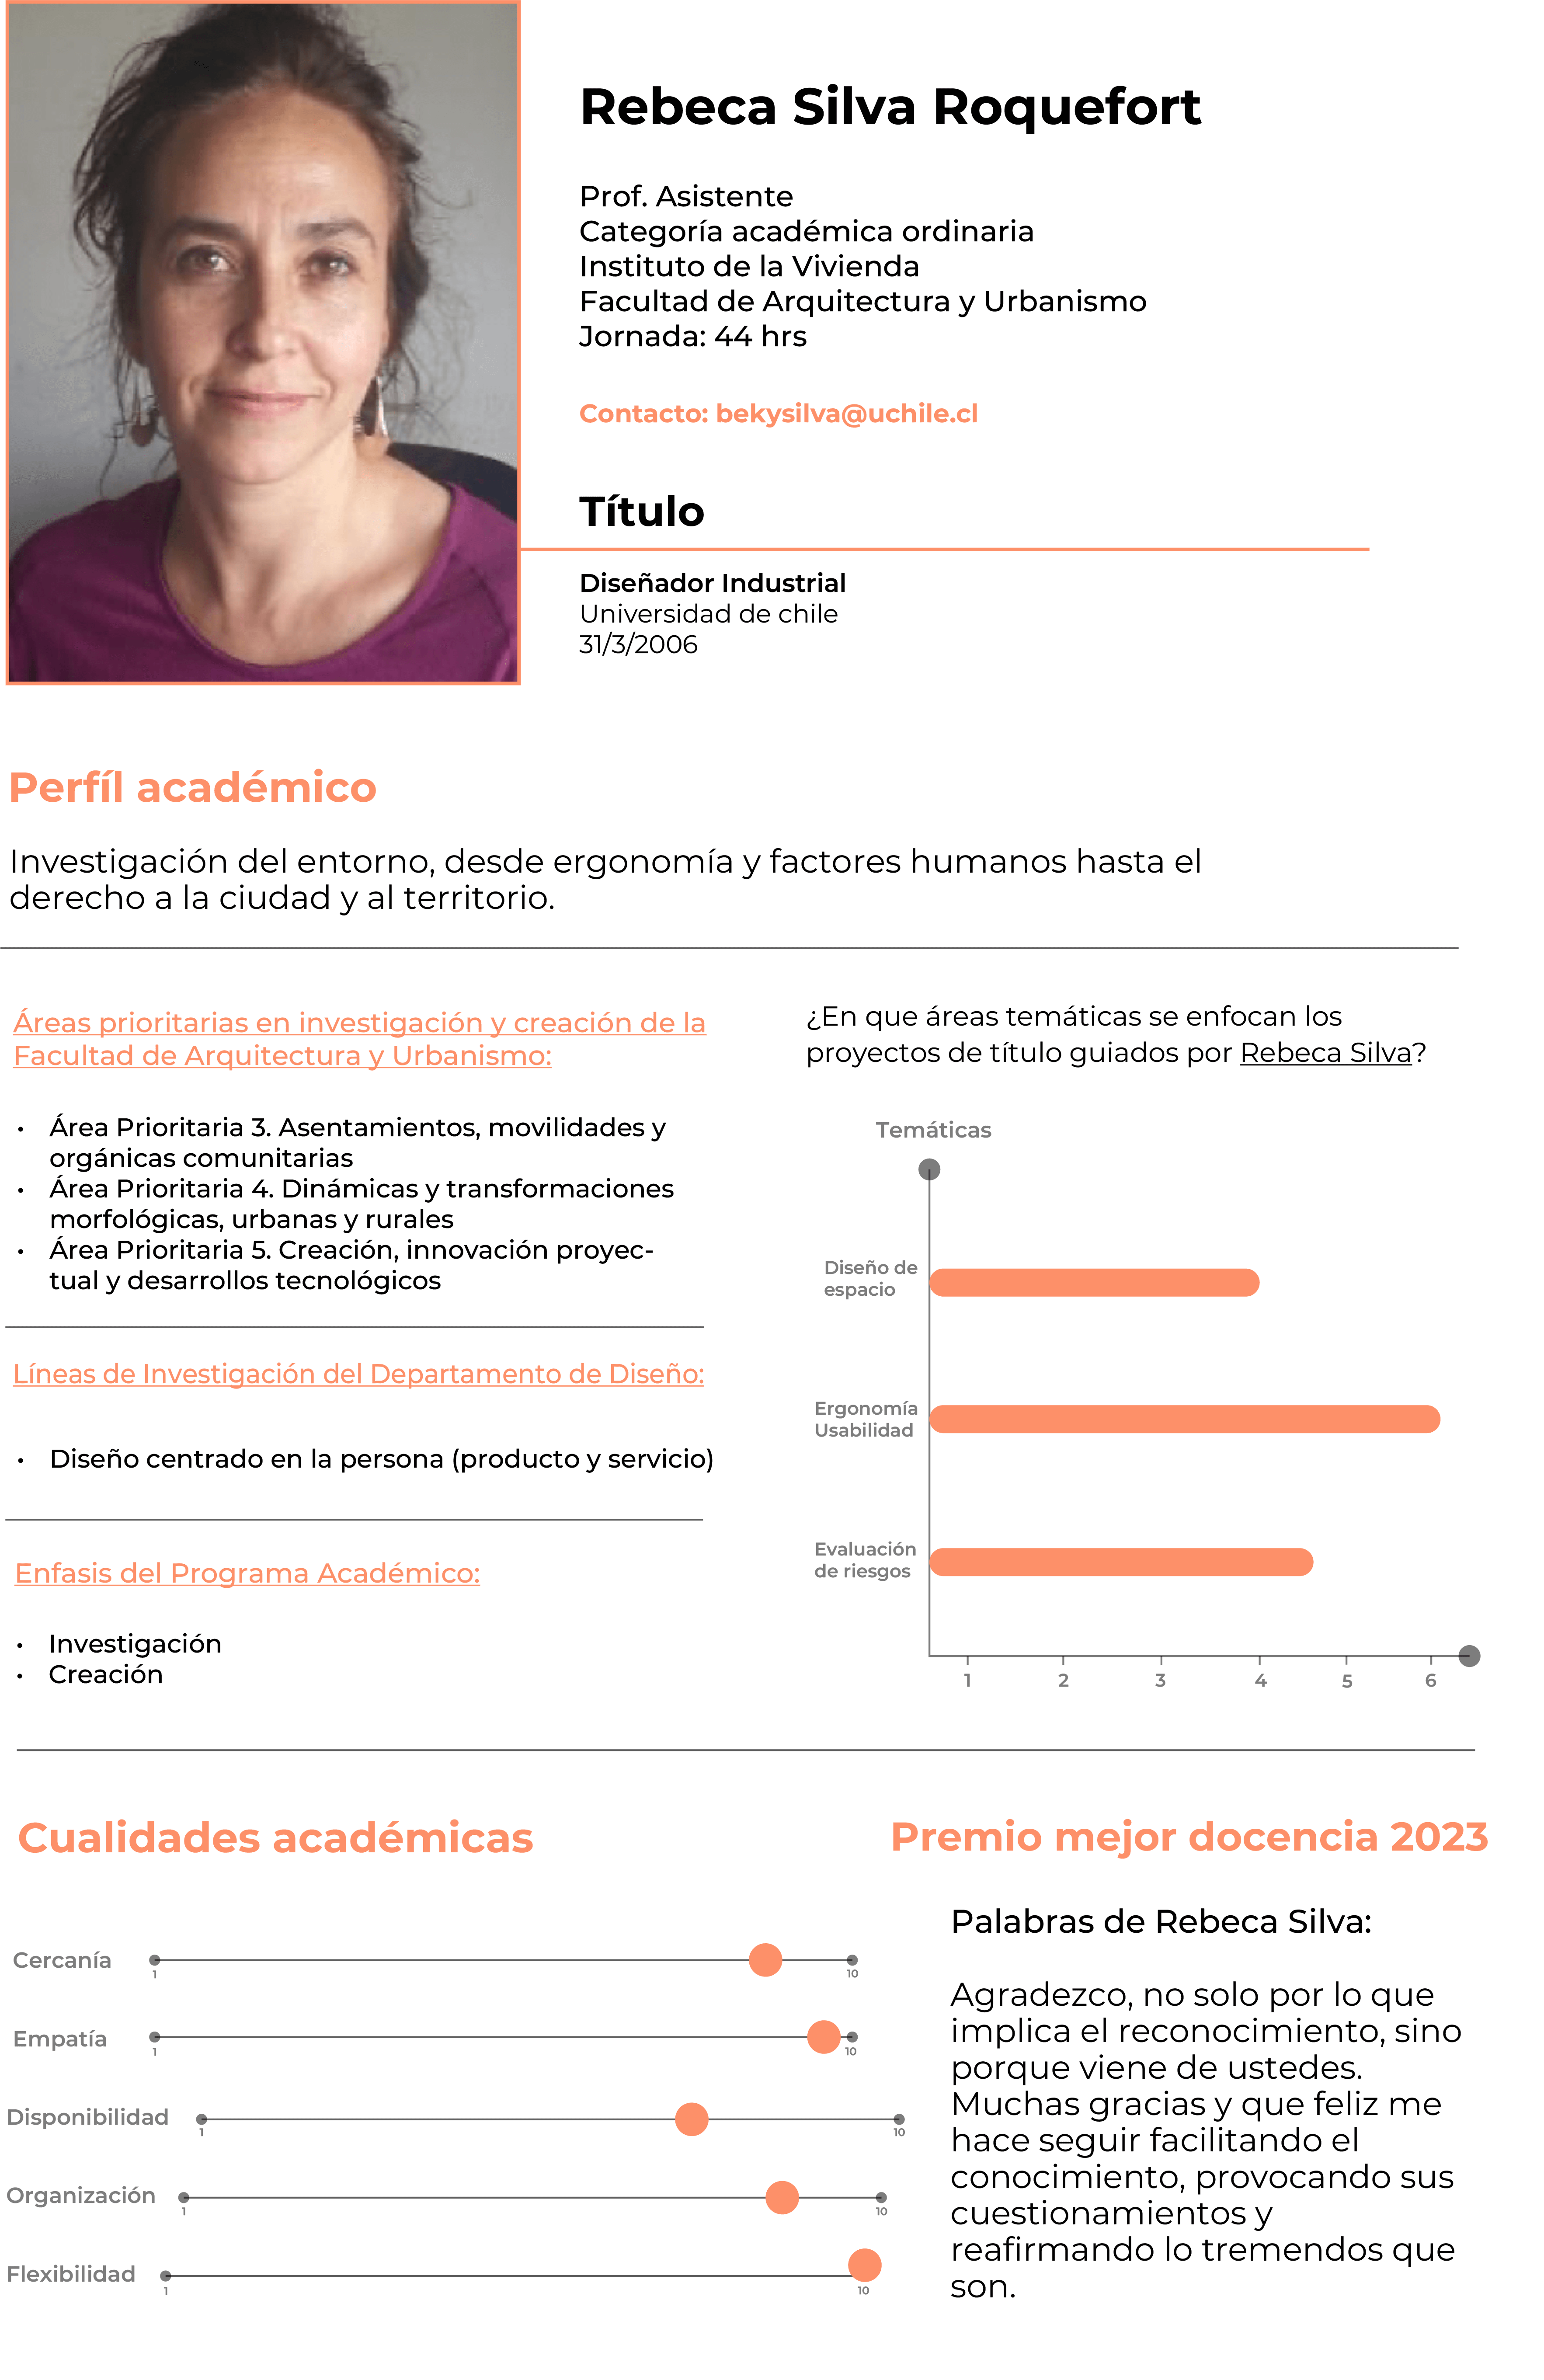 Rebeca Silva Roquefort
Prof. Asistente
Categoría académica ordinaria
Instituto de la Vivienda
Facultad de Arquitectura y Urbanismo
Jornada: 44 hrs
Contacto: bekysilva@uchile.cl
Título
Diseñador Industrial
Universidad de chile
31/3/2006
Perfíl académico
Investigación del entorno, desde ergonomía y factores humanos hasta el
derecho a la ciudad y al territorio.
Áreas prioritarias en investigación y creación de la
Facultad de Arquitectura y Urbanismo:
• Área Prioritaria 3. Asentamientos, movilidades y
orgánicas comunitarias
• Área Prioritaria 4. Dinámicas y transformaciones
morfológicas, urbanas y rurales
• Área Prioritaria 5. Creación, innovación proyec-
tual y desarrollos tecnológicos
Líneas de Investigación del Departamento de Diseño:
• Diseño centrado en la persona (producto y servicio)
Enfasis del Programa Académico:
• Investigación
• Creación
¿En que áreas temáticas se enfocan los
proyectos de título guiados por Rebeca Silva?
Temáticas
Diseño de
espacio
Ergonomía
Usabilidad
Evaluación
de riesgos
1 2 3 4 5 6
Cualidades académicas
Cercanía
1 10
Empatía
1 10
Disponibilidad
1 10
Organización
1 10
Flexibilidad
1 10
Premio mejor docencia 2023
Palabras de Rebeca Silva:
Agradezco, no solo por lo que
implica el reconocimiento, sino
porque viene de ustedes.
Muchas gracias y que feliz me
hace seguir facilitando el
conocimiento, provocando sus
cuestionamientos y
reafirmando lo tremendos que
son.